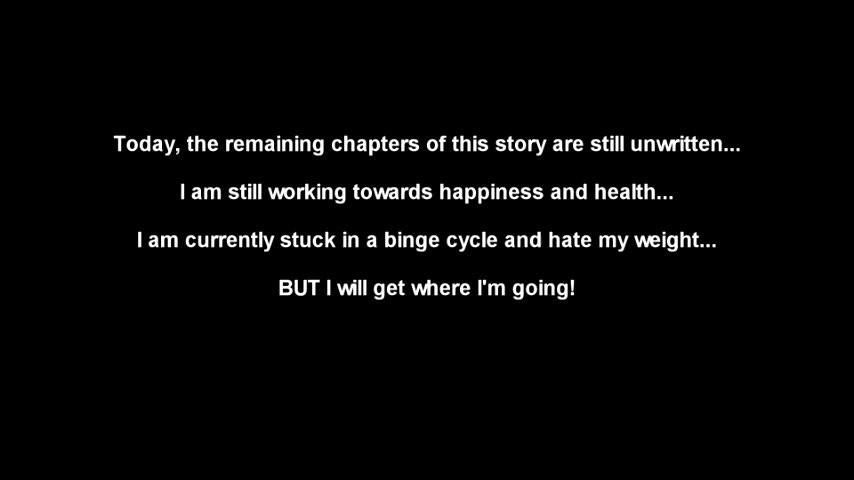 Today, the remaining chapters of this story are still unwritten...
I am still working towards happiness and health...
I am currently stuck in a binge cycle and hate my weight...
BUT I will get where I'm going!